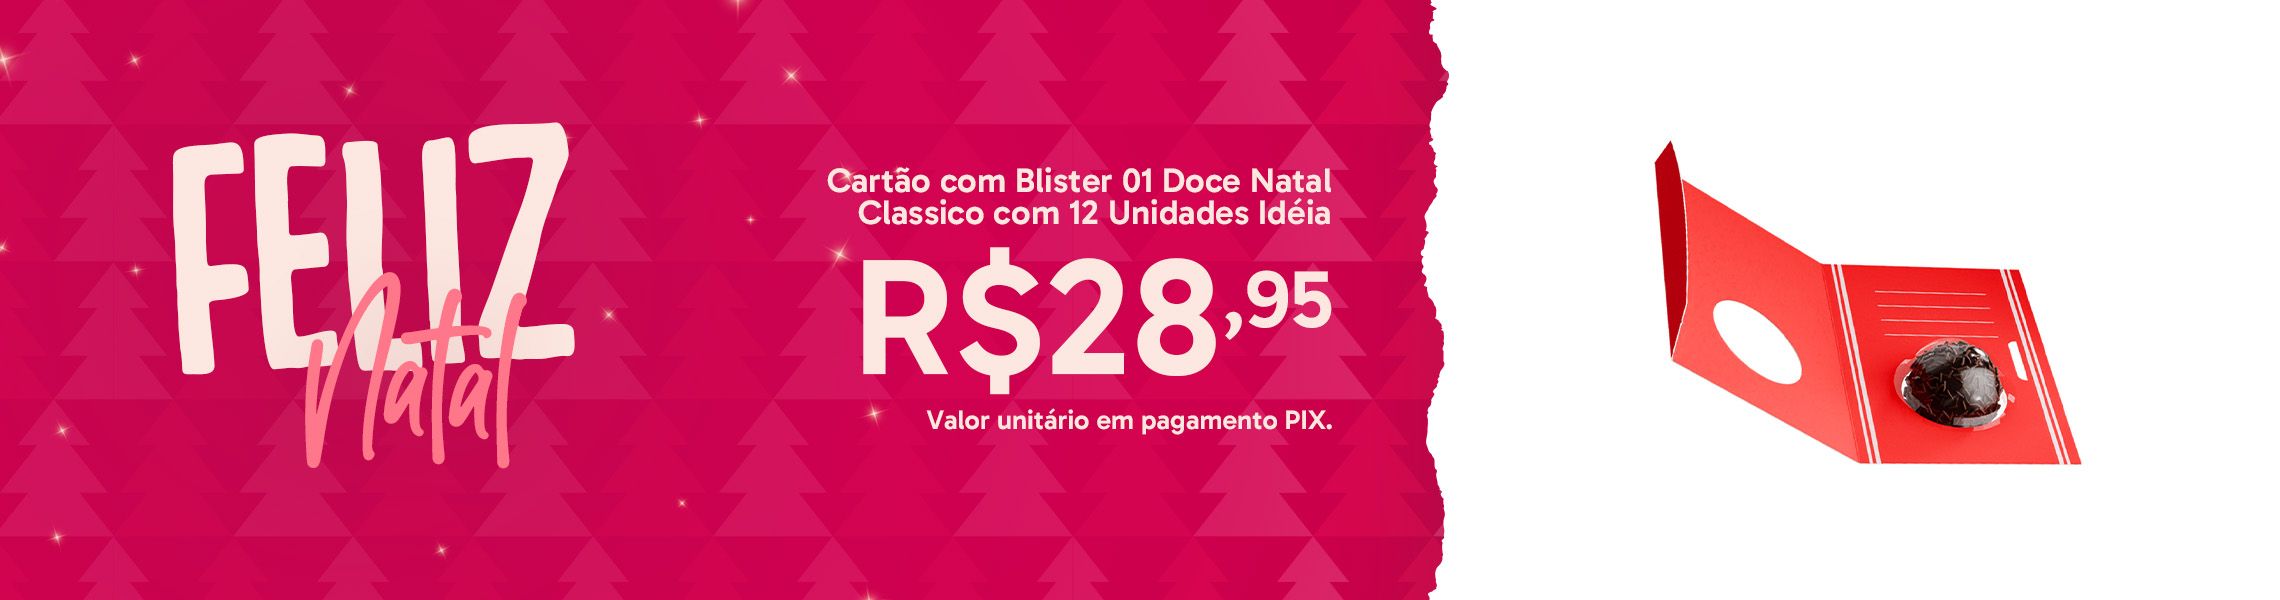 FELIZ
Natal
Cartão com Blister 01 Doce Natal
Classico com 12 Unidades Idéia
R$28,95
Valor unitário em pagamento PIX.